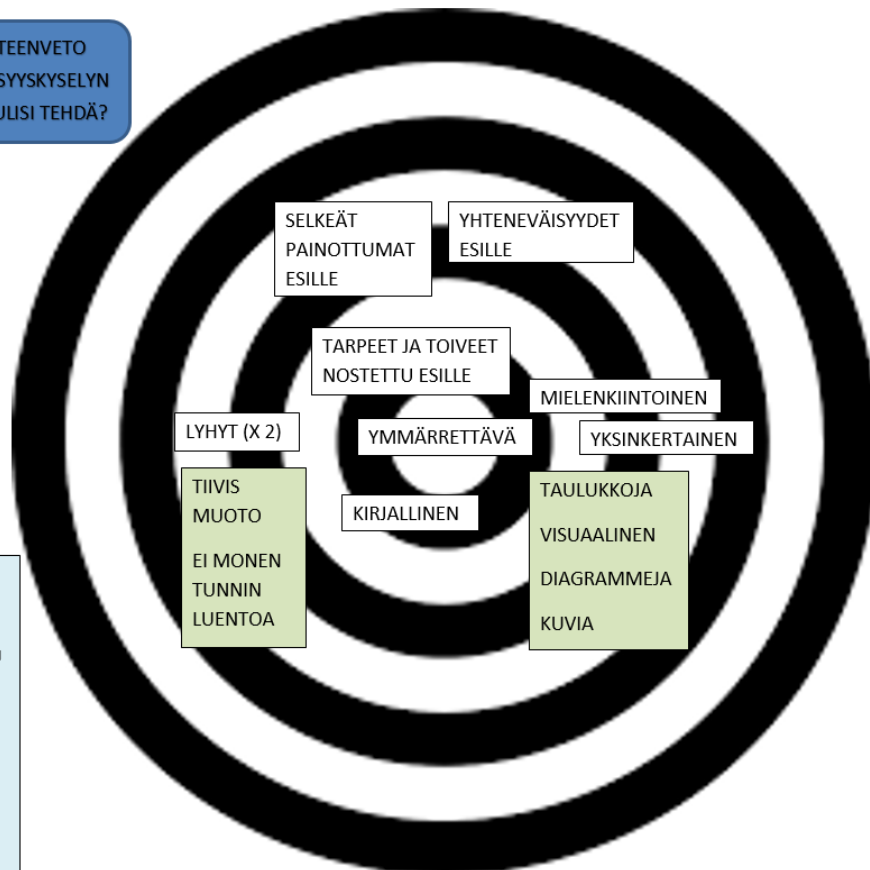 TEENVETO
SYYSKYSELYN
ULISI TEHDÄ?
SELKEÄT
PAINOTTUMAT
ESILLE
YHTENEVÄISYYDET
ESILLE
TARPEET JA TOIVEET
NOSTETTU ESILLE
MIELENKIINTOINEN
LYHYT (X 2)
YMMÄRRETTÄVÄ
YKSINKERTAINEN
TIIVIS
MUOTO
EI MONEN
TUNNIN
LUENTOA
KIRJALLINEN
TAULUKKOJA
VISUAALINEN
DIAGRAMMEJA
KUVIA